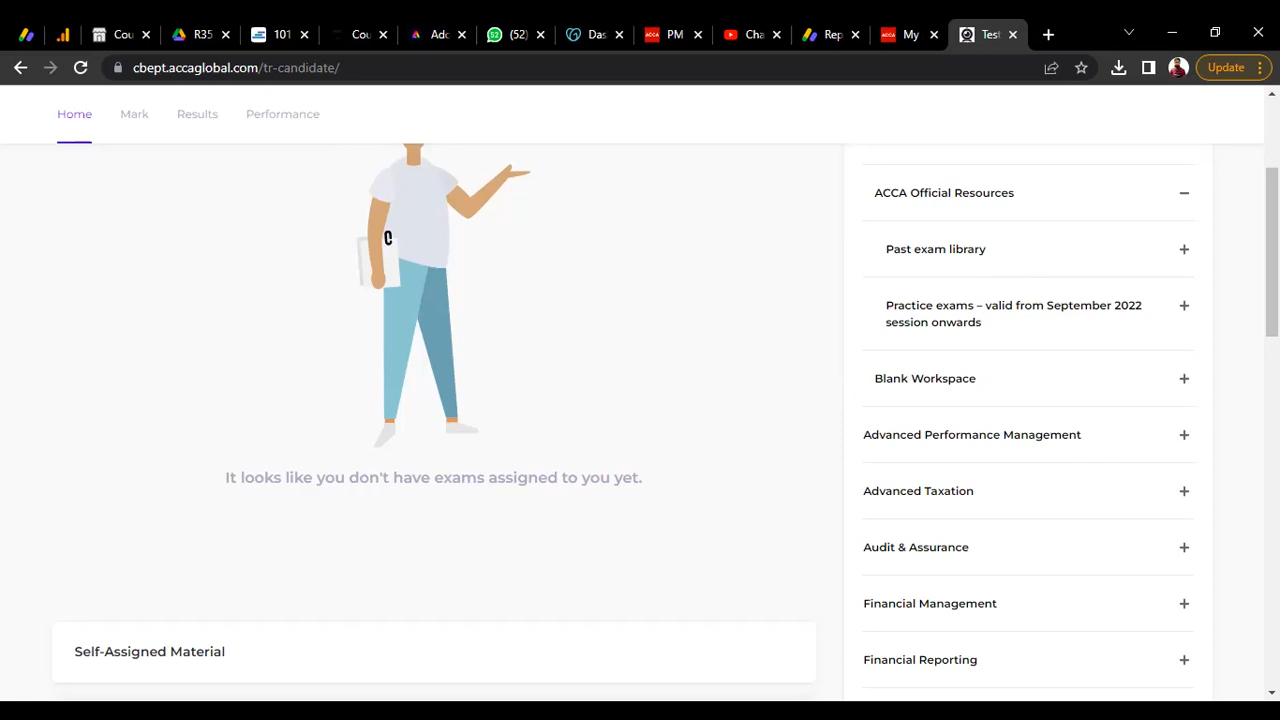 Cou
R35
101
Cou
Adc
(52)
Das
ACCA PM
Cha
Rep
ACCA My
Test
cbept.accaglobal.com/tr-candidate/
Update
Home Mark Results Performance
ACCA Official Resources
Past exam library
Practice exams – valid from September 2022
session onwards
Blank Workspace
Advanced Performance Management
Advanced Taxation
Audit & Assurance
Financial Management
Financial Reporting
It looks like you don't have exams assigned to you yet.
Self-Assigned Material